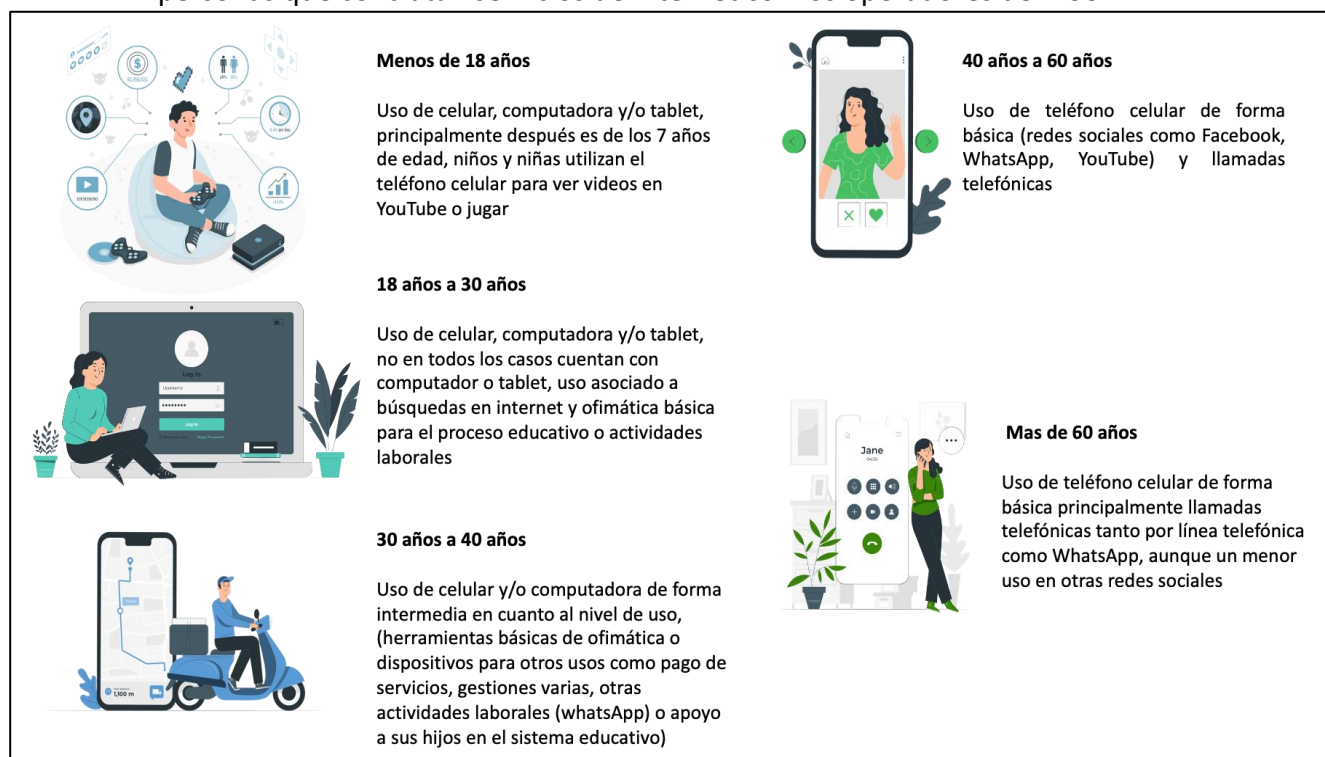 Menos de 18 años
Uso de celular, computadora y/o tablet,
principalmente después es de los 7 años
de edad, niños y niñas utilizan el
teléfono celular para ver videos en
YouTube o jugar
18 años a 30 años
Uso de celular, computadora y/o tablet,
no en todos los casos cuentan con
computador o tablet, uso asociado a
búsquedas en internet y ofimática básica
para el proceso educativo o actividades
laborales
Log In
Username
Log in
30 años a 40 años
Uso de celular y/o computadora de forma
intermedia en cuanto al nivel de uso,
(herramientas básicas de ofimática o
dispositivos para otros usos como pago de
servicios, gestiones varias, otras
actividades laborales (whatsApp) o apoyo
a sus hijos en el sistema educativo)
1,100 m
40 años a 60 años
Uso de teléfono celular de forma
básica (redes sociales como Facebook,
WhatsApp, YouTube) y llamadas
telefónicas
Jane
Mas de 60 años
Uso de teléfono celular de forma
básica principalmente llamadas
telefónicas tanto por línea telefónica
como WhatsApp, aunque un menor
uso en otras redes sociales